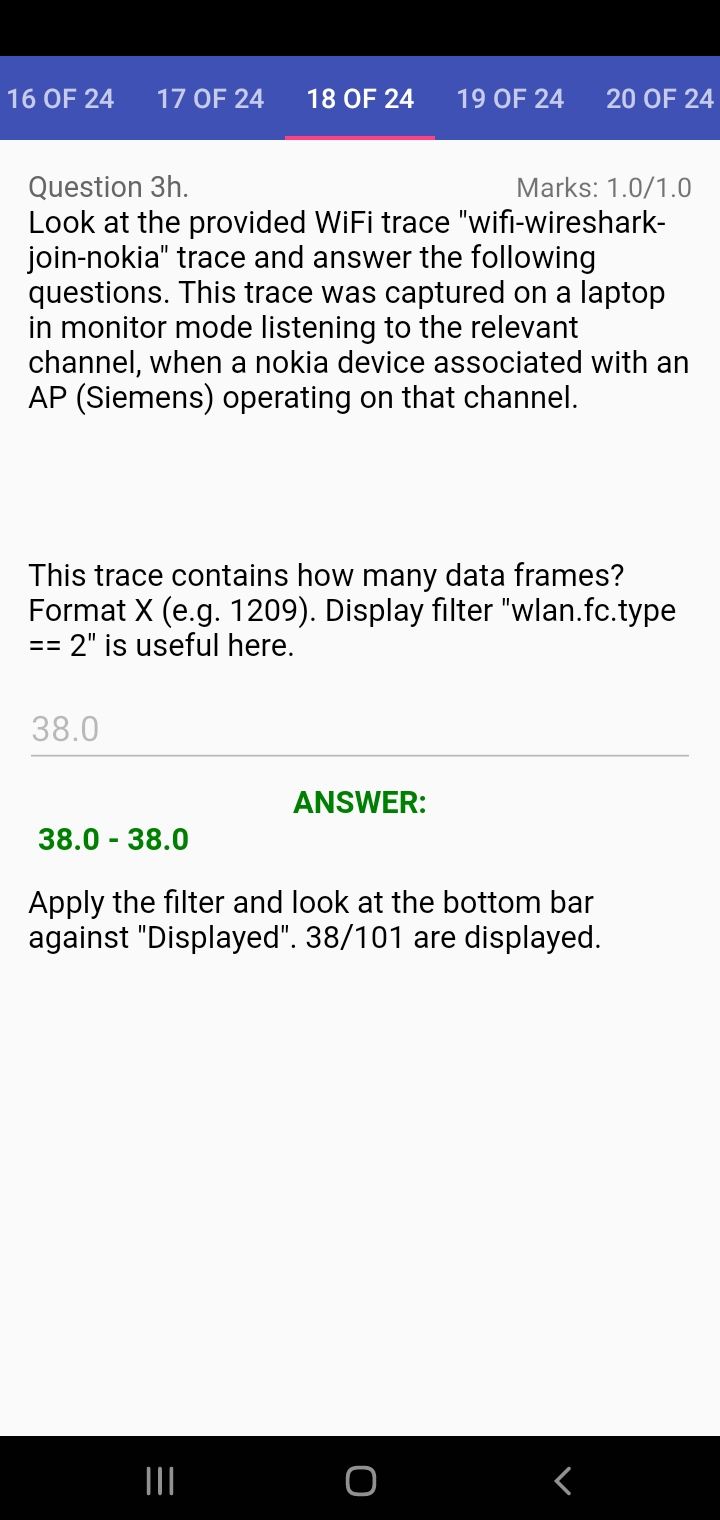 16 OF 24 17 OF 24 18 OF 24 19 OF 24 20 OF 24
Question 3h. Marks: 1.0/1.0
Look at the provided WiFi trace "wifi-wireshark-
join-nokia" trace and answer the following
questions. This trace was captured on a laptop
in monitor mode listening to the relevant
channel, when a nokia device associated with an
AP (Siemens) operating on that channel.
This trace contains how many data frames?
Format X (e.g. 1209). Display filter "wlan.fc.type
== 2" is useful here.
38.0
ANSWER:
38.0 - 38.0
Apply the filter and look at the bottom bar
against "Displayed". 38/101 are displayed.